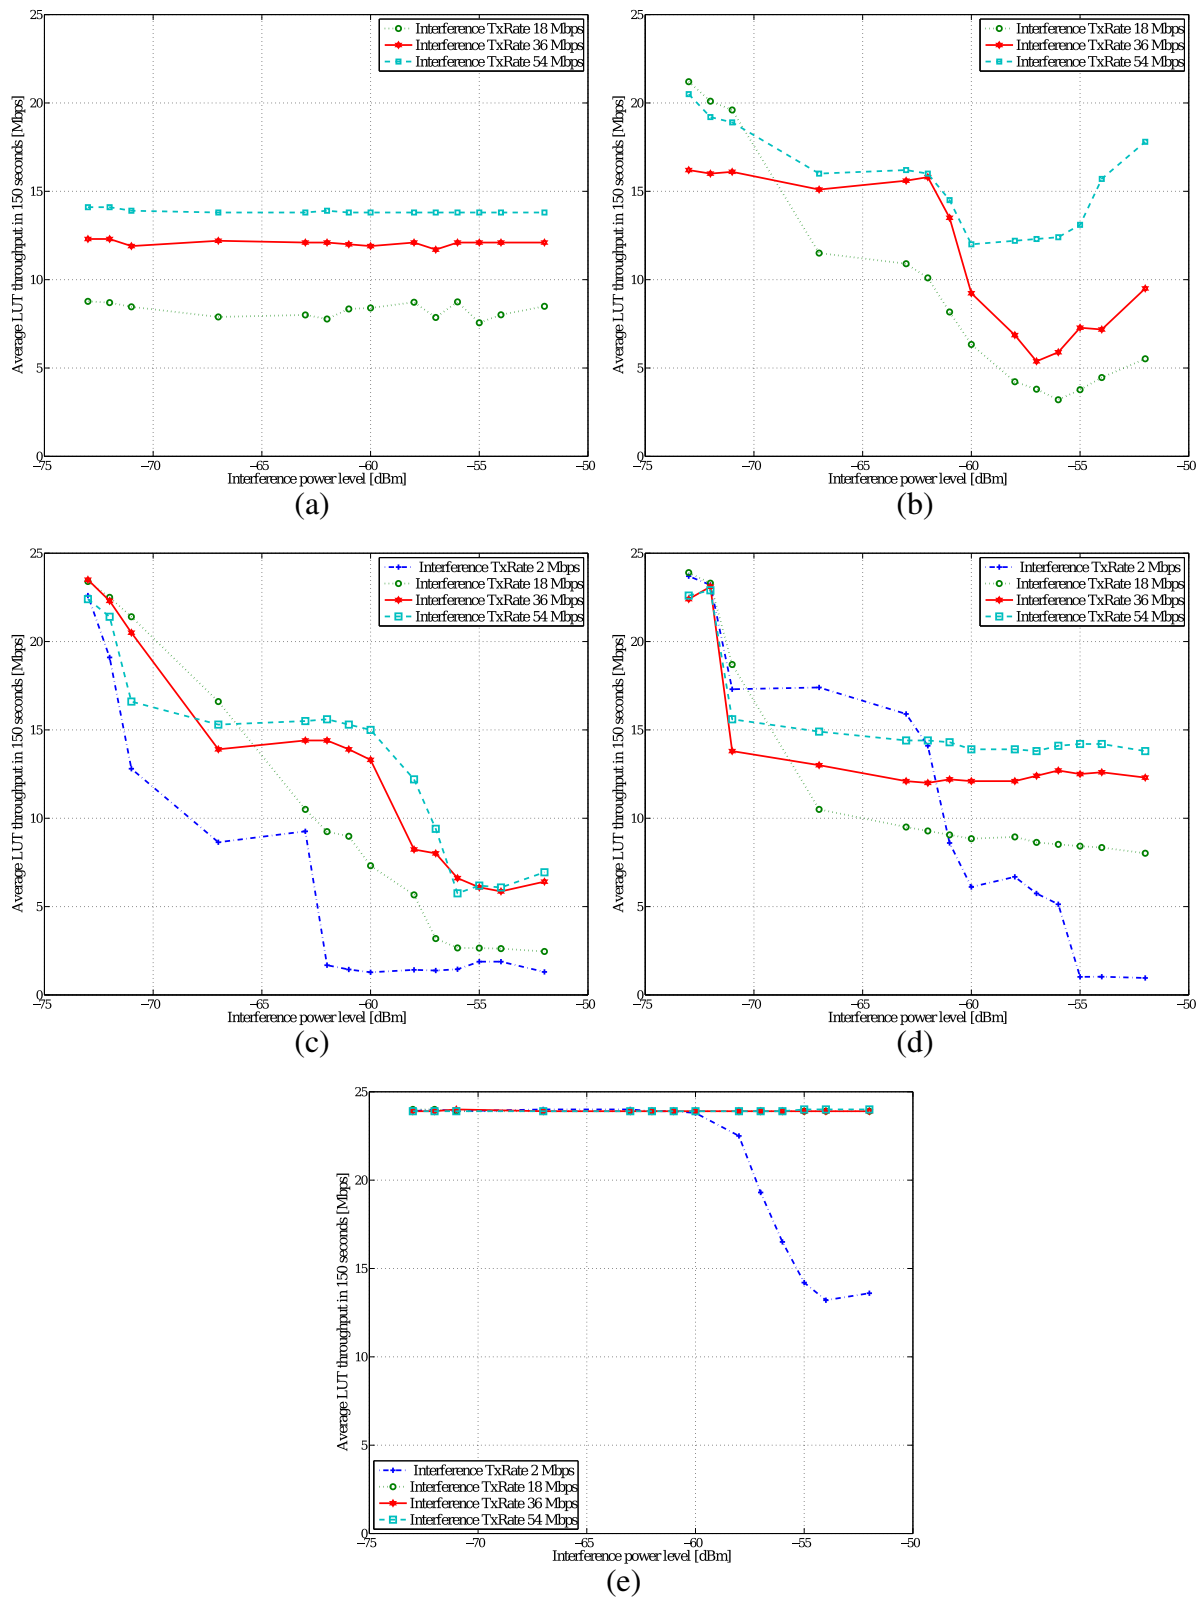 25
20
15
10
5
0
−75
−70
−65
−60
−55
−50
Average LUT throughput in 150 seconds [Mbps]
Interference power level [dBm]
Interference TxRate 18 Mbps
Interference TxRate 36 Mbps
Interference TxRate 54 Mbps
(a)
25
20
15
10
5
0
−75
−70
−65
−60
−55
−50
Average LUT throughput in 150 seconds [Mbps]
Interference power level [dBm]
Interference TxRate 18 Mbps
Interference TxRate 36 Mbps
Interference TxRate 54 Mbps
(b)
25
20
15
10
5
0
−75
−70
−65
−60
−55
−50
Average LUT throughput in 150 seconds [Mbps]
Interference power level [dBm]
Interference TxRate 2 Mbps
Interference TxRate 18 Mbps
Interference TxRate 36 Mbps
Interference TxRate 54 Mbps
(c)
25
20
15
10
5
0
−75
−70
−65
−60
−55
−50
Average LUT throughput in 150 seconds [Mbps]
Interference power level [dBm]
Interference TxRate 2 Mbps
Interference TxRate 18 Mbps
Interference TxRate 36 Mbps
Interference TxRate 54 Mbps
(d)
25
20
15
10
5
0
−75
−70
−65
−60
−55
−50
Average LUT throughput in 150 seconds [Mbps]
Interference power level [dBm]
Interference TxRate 2 Mbps
Interference TxRate 18 Mbps
Interference TxRate 36 Mbps
Interference TxRate 54 Mbps
(e)